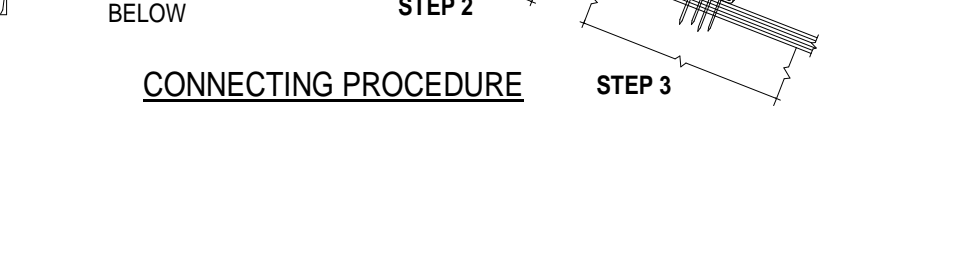 BELOW
STEP 2
CONNECTING PROCEDURE
STEP 3